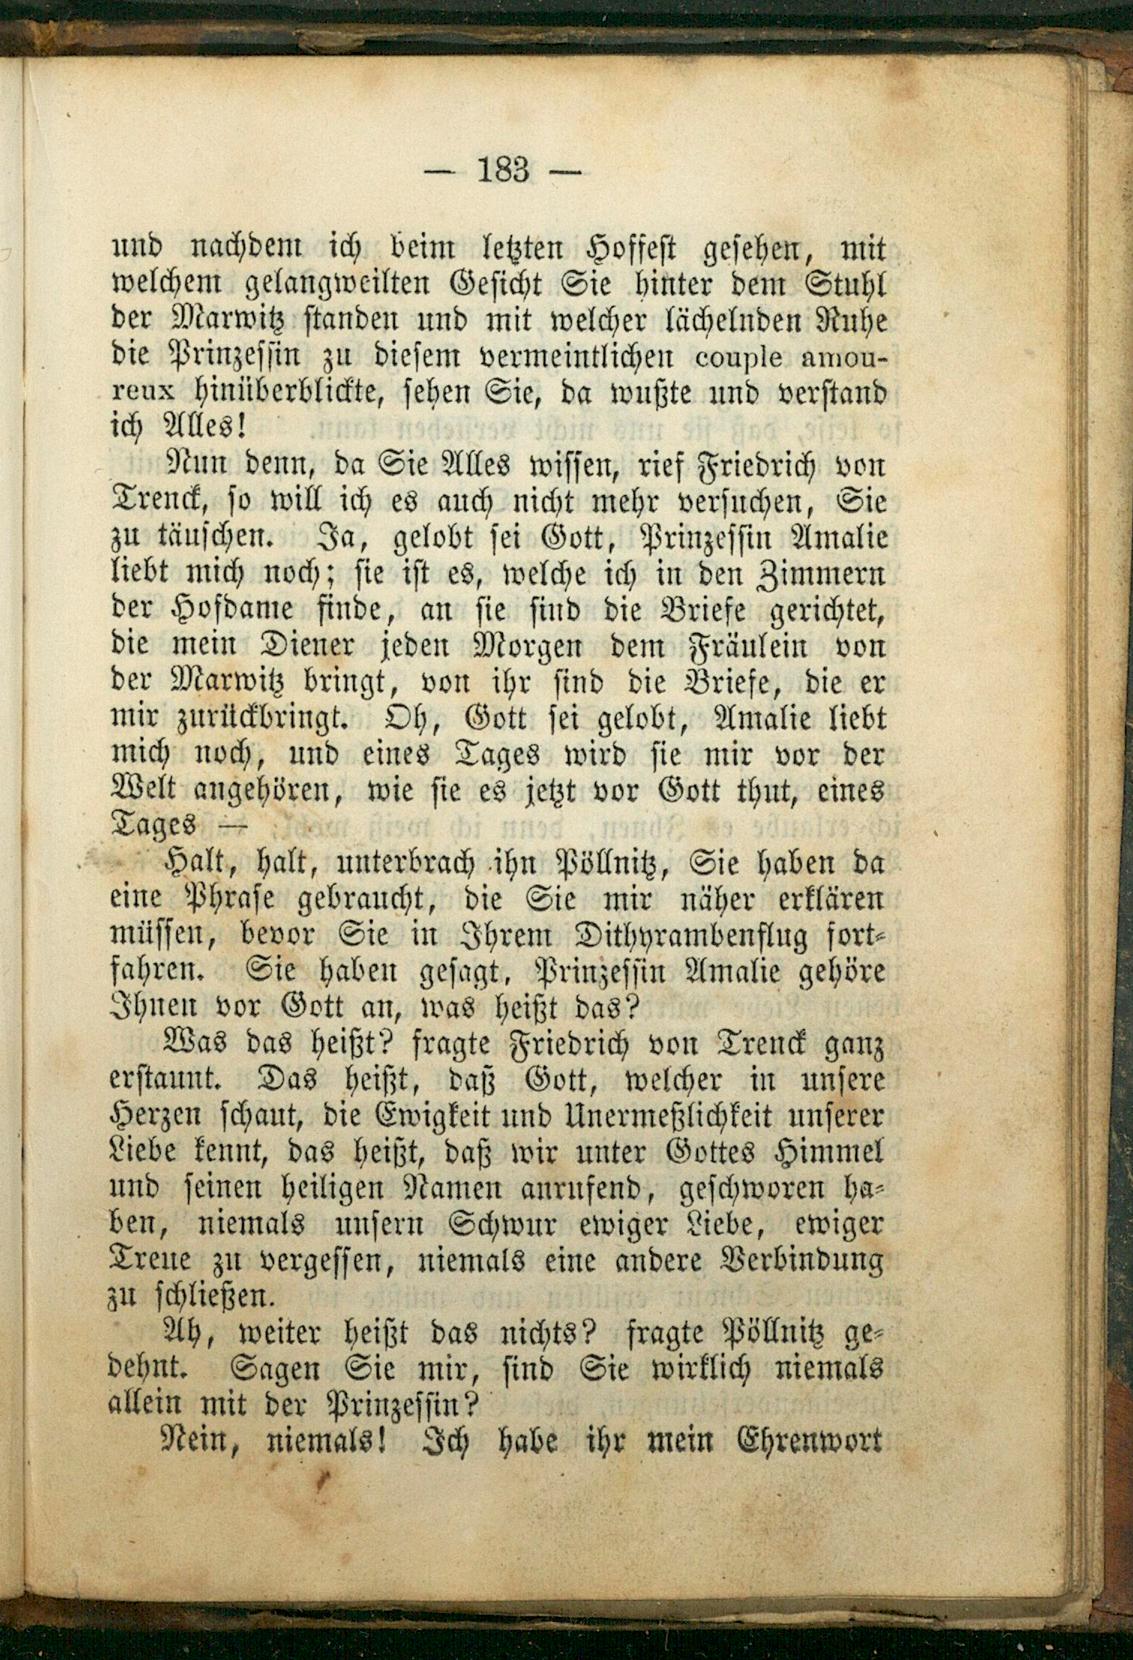 — 183 —
und nachdem ich beim letzten Hoffest gesehen, mit
welchem gelangweilten Gesicht Sie hinter dem Stuhl
der Marwitz standen und mit welcher lächelnden Ruhe
die Prinzessin zu diesem vermeintlichen couple amou-
reux hinüberblickte, sehen Sie, da wußte und verstand
ich Alles!
Nun denn, da Sie Alles wissen, rief Friedrich von
Trenck, so will ich es auch nicht mehr versuchen, Sie
zu täuschen. Ja, gelobt sei Gott, Prinzessin Amalie
liebt mich noch; sie ist es, welche ich in den Zimmern
der Hofdame finde, an sie sind die Briefe gerichtet,
die mein Diener jeden Morgen dem Fräulein von
der Marwitz bringt, von ihr sind die Briefe, die er
mir zurückbringt. Oh, Gott sei gelobt, Amalie liebt
mich noch, und eines Tages wird sie mir vor der
Welt angehören, wie sie es jetzt vor Gott thut, eines
Tages —
Halt, halt, unterbrach ihn Pöllnitz, Sie haben da
eine Phrase gebraucht, die Sie mir näher erklären
müssen, bevor Sie in Ihrem Dithyrambenflug fort-
fahren. Sie haben gesagt, Prinzessin Amalie gehöre
Ihnen vor Gott an, was heißt das?
Was das heißt? fragte Friedrich von Trenck ganz
erstaunt. Das heißt, daß Gott, welcher in unsere
Herzen schaut, die Ewigkeit und Unermeßlichkeit unserer
Liebe kennt, das heißt, daß wir unter Gottes Himmel
und seinen heiligen Namen anrufend, geschworen ha-
ben, niemals unsern Schwur ewiger Liebe, ewiger
Treue zu vergessen, niemals eine andere Verbindung
zu schließen.
Ah, weiter heißt das nichts? fragte Pöllnitz ge-
dehnt. Sagen Sie mir, sind Sie wirklich niemals
allein mit der Prinzessin?
Nein, niemals! Ich habe ihr mein Ehrenwort